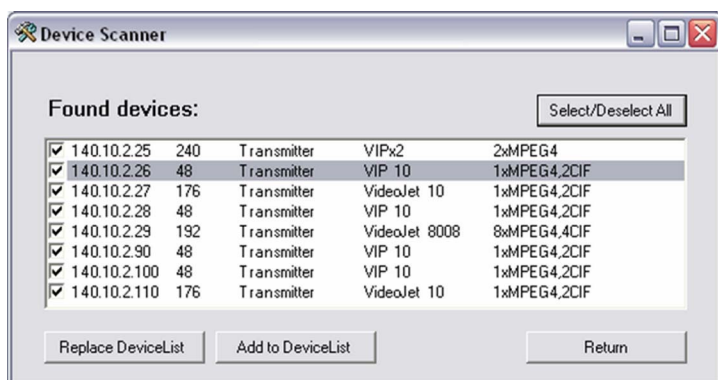 Device Scanner
Found devices:
Select/Deselect All
140.10.2.25 240 Transmitter VIPx2 2xMPEG4
140.10.2.26 48 Transmitter VIP 10 1xMPEG4,2CIF
140.10.2.27 176 Transmitter VideoJet 10 1xMPEG4,2CIF
140.10.2.28 48 Transmitter VIP 10 1xMPEG4,2CIF
140.10.2.29 192 Transmitter VideoJet 8008 8xMPEG4,4CIF
140.10.2.90 48 Transmitter VIP 10 1xMPEG4,2CIF
140.10.2.100 48 Transmitter VIP 10 1xMPEG4,2CIF
140.10.2.110 176 Transmitter VideoJet 10 1xMPEG4,2CIF
Replace DeviceList Add to DeviceList Return